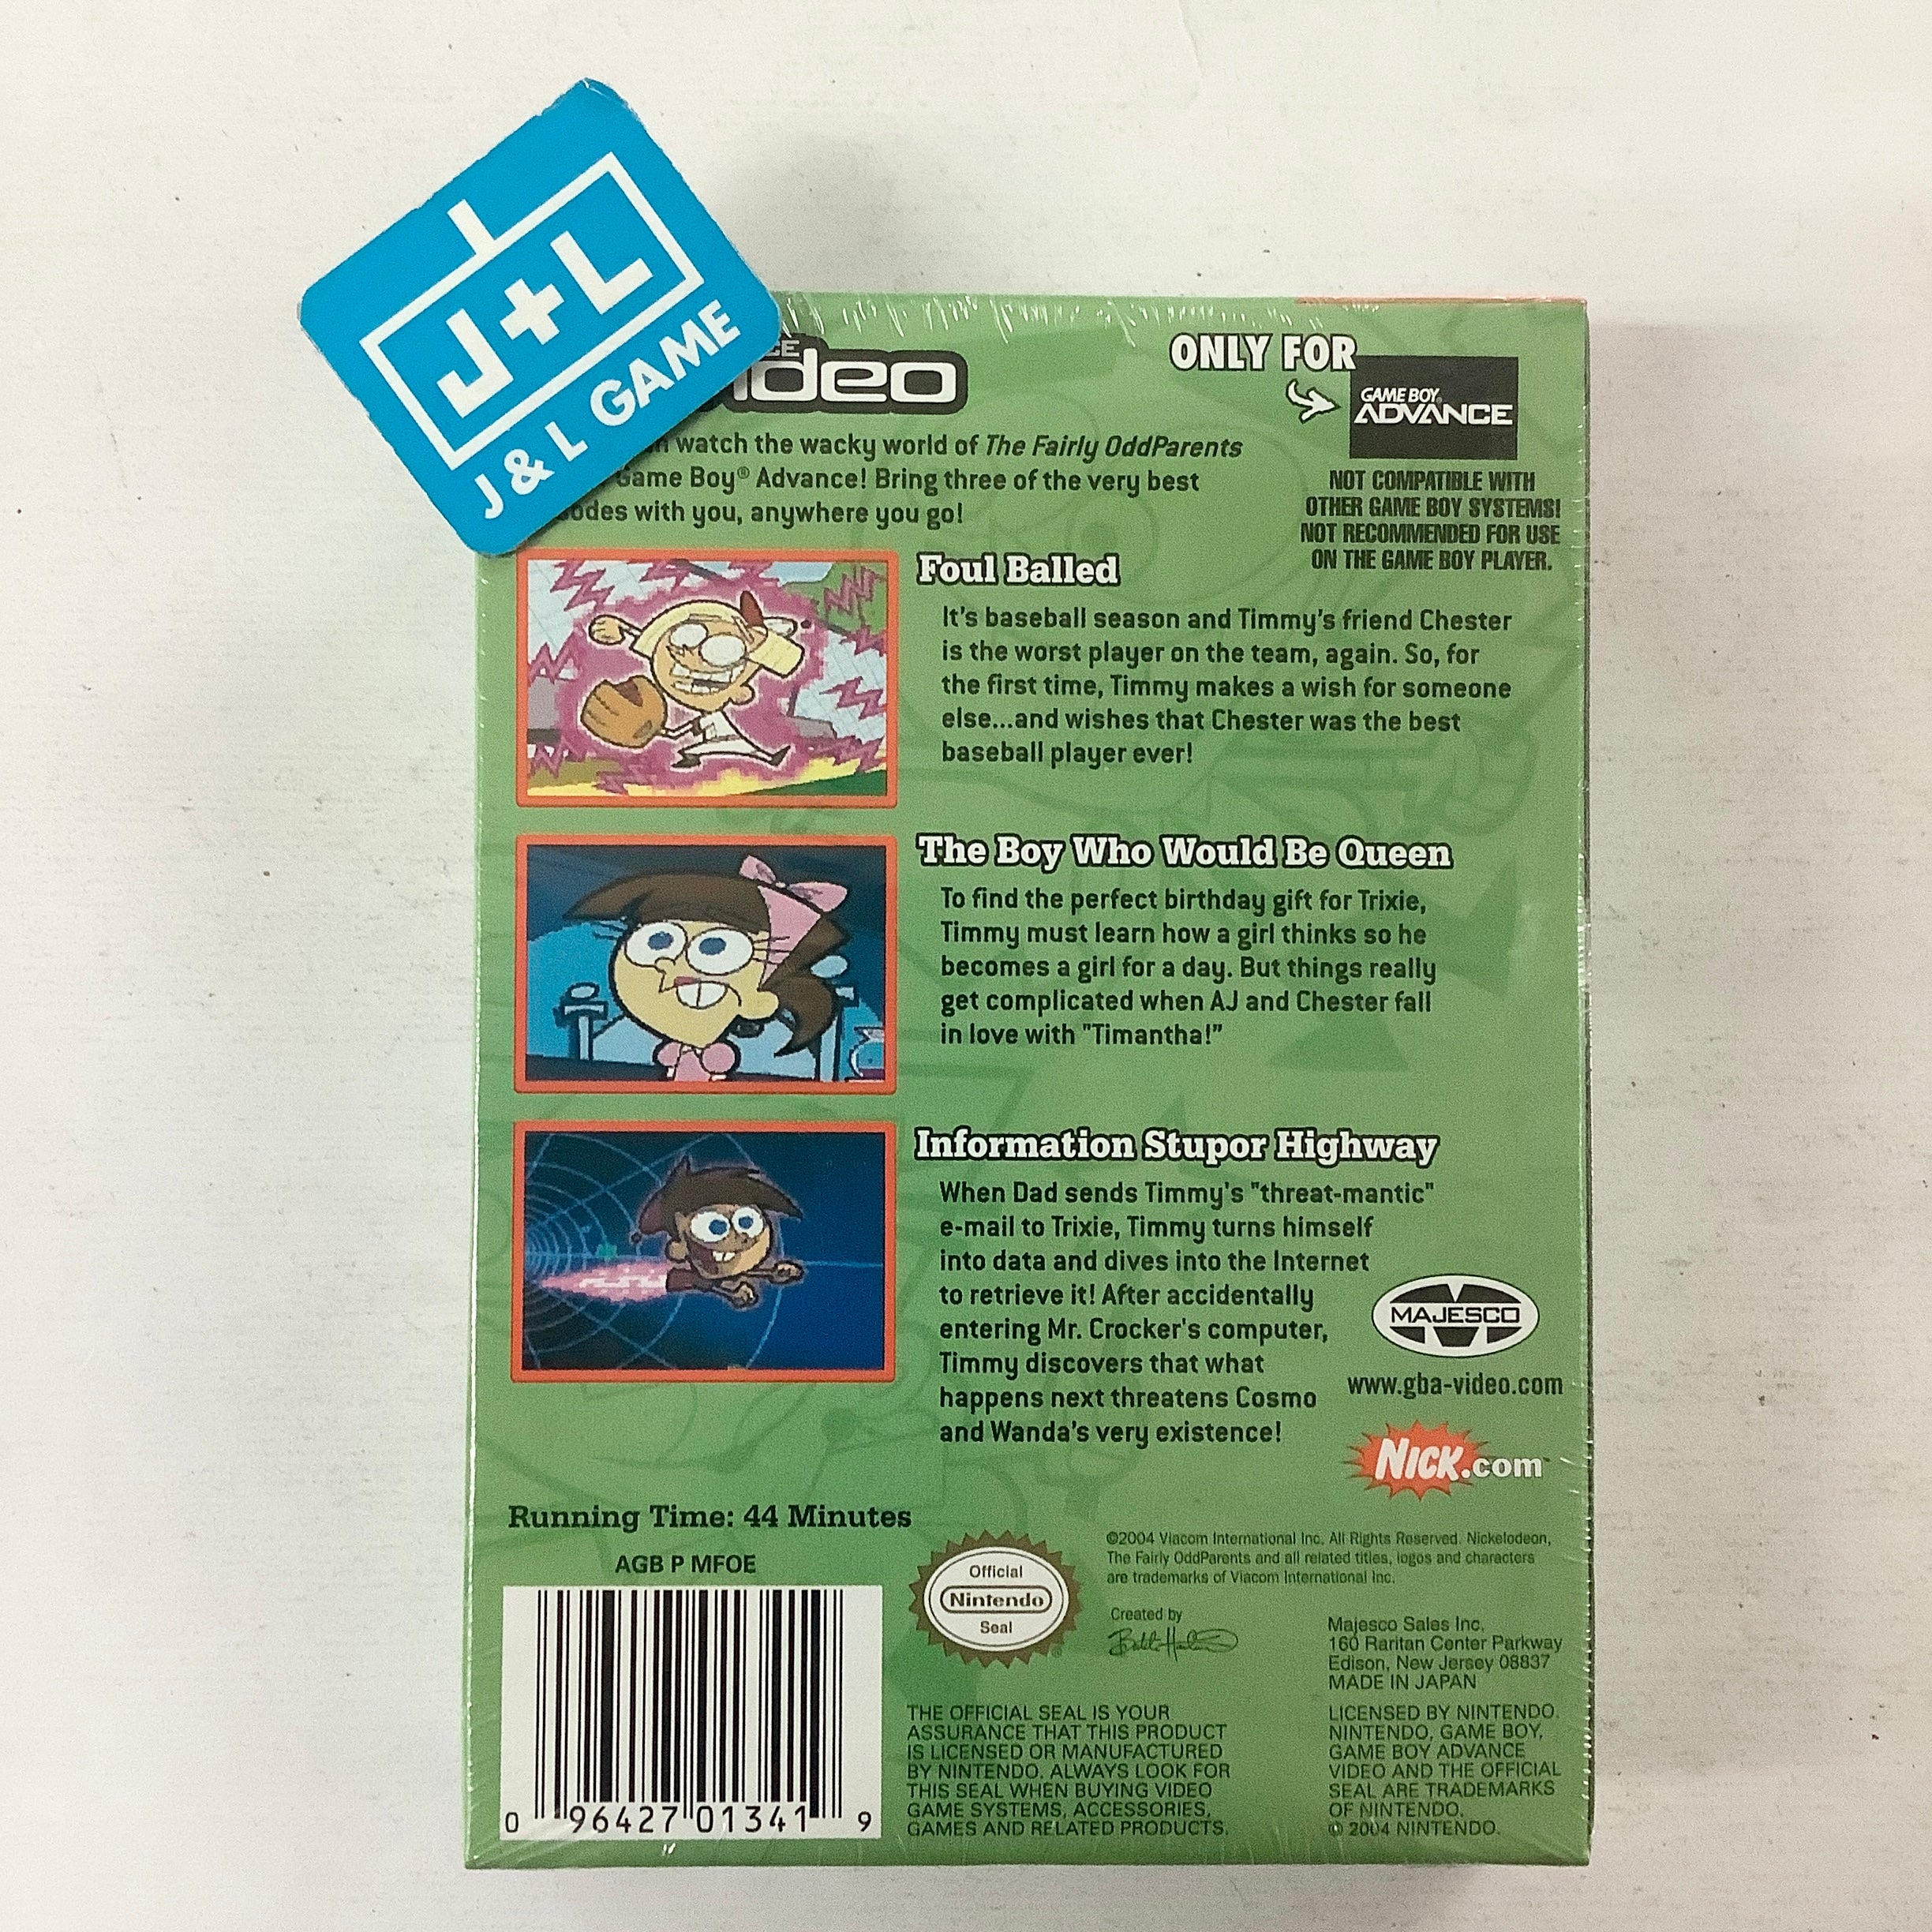 J+L
J & L GAME
ideo
ONLY FOR
GAME BOY
ADVANCE
NOT COMPATIBLE WITH
OTHER GAME BOY SYSTEMS!
NOT RECOMMENDED FOR USE
ON THE GAME BOY PLAYER.
watch the wacky world of The Fairly OddParents
Game Boy® Advance! Bring three of the very best
with you, anywhere you go!
Foul Balled
It's baseball season and Timmy's friend Chester
is the worst player on the team, again. So, for
the first time, Timmy makes a wish for someone
else...and wishes that Chester was the best
baseball player ever!
The Boy Who Would Be Queen
To find the perfect birthday gift for Trixie,
Timmy must learn how a girl thinks so he
becomes a girl for a day. But things really
get complicated when AJ and Chester fall
in love with "Timantha!"
Information Stupor Highway
When Dad sends Timmy's "threat-mantic"
e-mail to Trixie, Timmy turns himself
into data and dives into the Internet
to retrieve it! After accidentally
entering Mr. Crocker's computer,
Timmy discovers that what
happens next threatens Cosmo
and Wanda's very existence!
MAJESCO
www.gba-video.com
NICK.com
Running Time: 44 Minutes
AGB P MFOE
0 96427 01341 9
Official
Nintendo
Seal
©2004 Viacom International Inc. All Rights Reserved. Nickelodeon,
The Fairly OddParents and all related titles, logos and characters
are trademarks of Viacom International Inc.
Created by
Majesco Sales Inc.
160 Raritan Center Parkway
Edison, New Jersey 08837
MADE IN JAPAN
THE OFFICIAL SEAL IS YOUR
ASSURANCE THAT THIS PRODUCT
IS LICENSED OR MANUFACTURED
BY NINTENDO. ALWAYS LOOK FOR
THIS SEAL WHEN BUYING VIDEO
GAME SYSTEMS, ACCESSORIES,
GAMES AND RELATED PRODUCTS.
LICENSED BY NINTENDO.
NINTENDO, GAME BOY,
GAME BOY ADVANCE
VIDEO AND THE OFFICIAL
SEAL ARE TRADEMARKS
OF NINTENDO.
© 2004 NINTENDO.